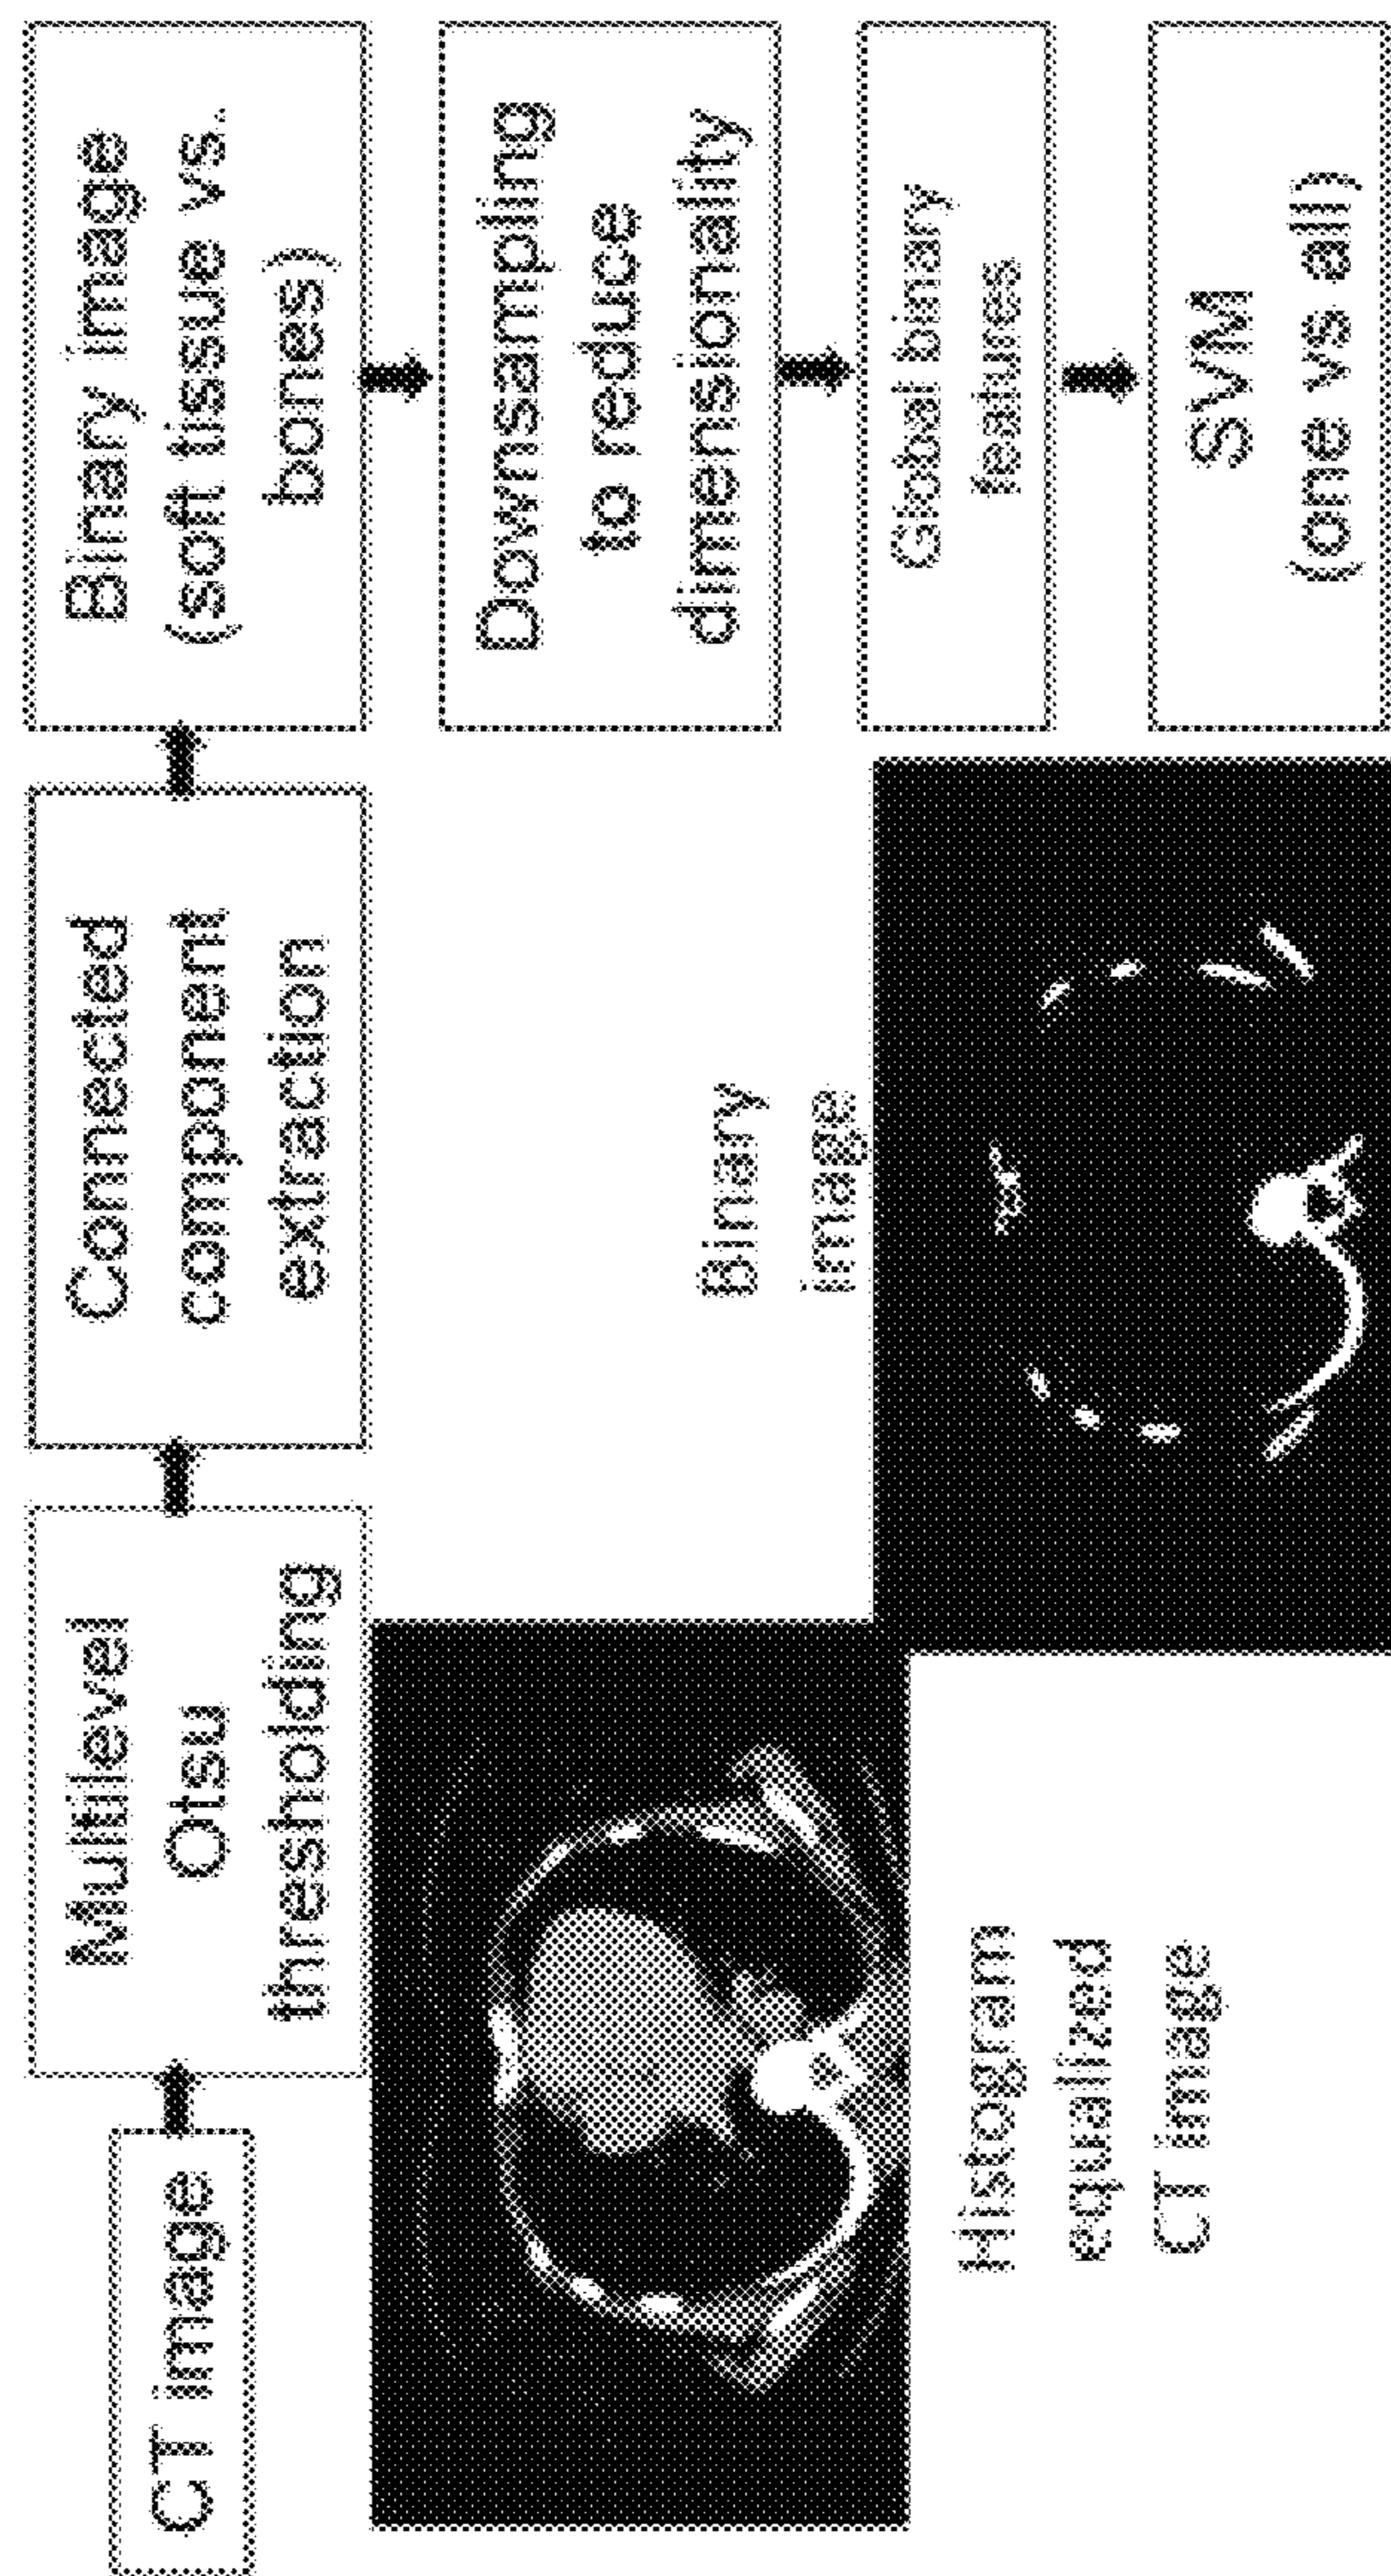 CT image
Multilevel
Otsu
thresholding
Connected
component
extraction
Binary image
(soft tissue vs.
bones)
Downsampling
to reduce
dimensionality
Global binary
features
SVM
(one vs all)
Binary
image
Histogram
equalized
CT image